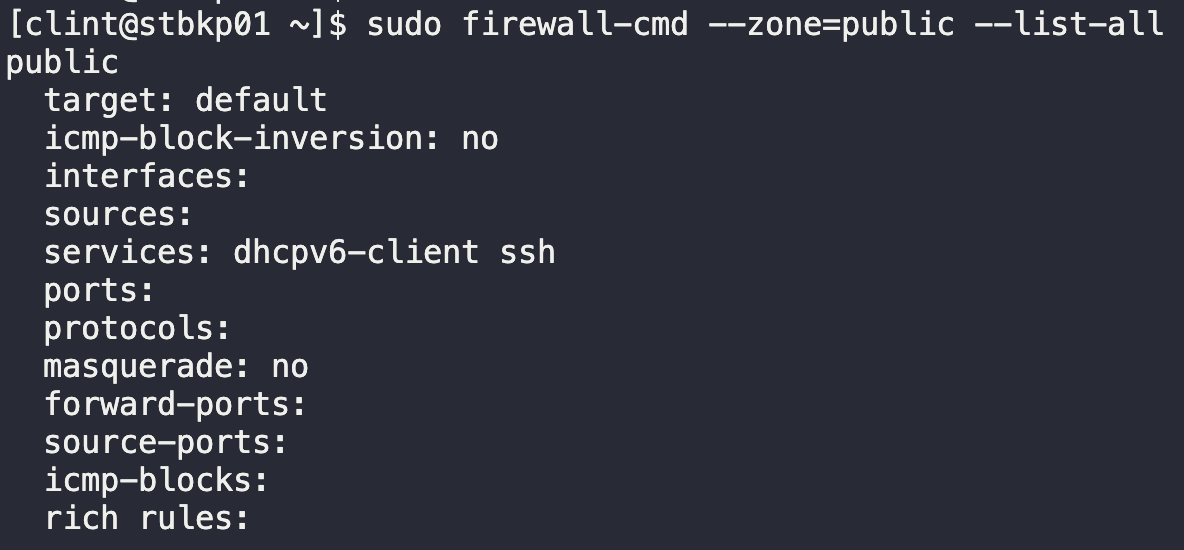 [clint@stbkp01 ~]$ sudo firewall-cmd --zone=public --list-all
public
  target: default
  icmp-block-inversion: no
  interfaces:
  sources:
  services: dhcpv6-client ssh
  ports:
  protocols:
  masquerade: no
  forward-ports:
  source-ports:
  icmp-blocks:
  rich rules: